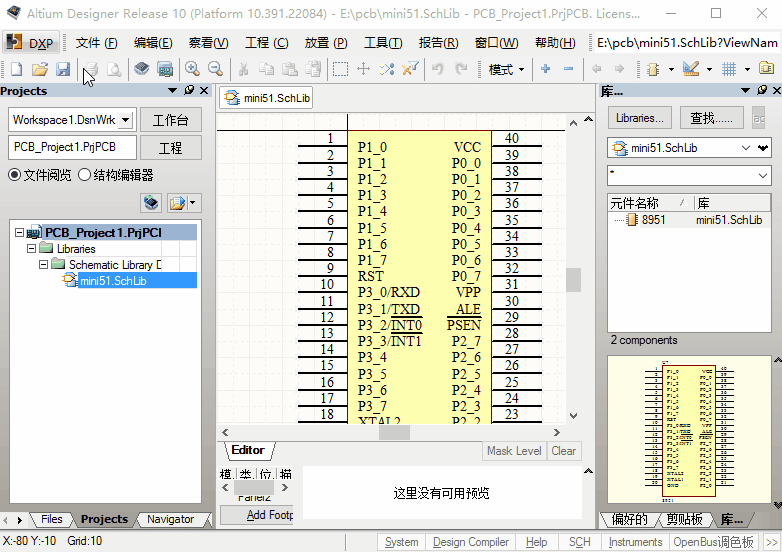 Altium Designer Release 10 (Platform 10.391.22084) - E:\pcb\mini51.SchLib - PCB_Project1.PrjPCB. Licens...
DXP 文件 (F) 编辑(E) 察看(V) 工程 (C) 放置 (P) 工具(T) 报告(R) 窗口(W) 帮助(H) E:\pcb\mini51.SchLib?ViewNam
模式
Projects
Workspace1.DsnWrk 工作台
PCB_Project1.PrjPCB 工程
文件阅览 结构编辑器
PCB_Project1.PrjPCI
Libraries
Schematic Library D
mini51.SchLib
Files Projects Navigator
mini51.SchLib
1 P1_0 VCC 40
2 P1_1 P0_0 39
3 P1_2 P0_1 38
4 P1_3 P0_2 37
5 P1_4 P0_3 36
6 P1_5 P0_4 35
7 P1_6 P0_5 34
8 P1_7 P0_6 33
9 RST P0_7 32
10 P3_0/RXD VPP 31
11 P3_1/TXD ALE 30
12 P3_2/INT0 PSEN 29
13 P3_3/INT1 P2_7 28
14 P3_4 P2_6 27
15 P3_5 P2_5 26
16 P3_6 P2_4 25
17 P3_7 P2_3 24
18 XTAL2 P2_2 23
Editor Mask Level Clear
模 类 位 描
Panel2
Add Footp
这里没有可用预览
库...
Libraries... 查找......
mini51.SchLib
*
元件名称 / 库
8951 mini51.SchLib
2 components
偏好的 剪贴板 库...
X:-80 Y:-10 Grid:10 System Design Compiler Help SCH Instruments OpenBus调色板 >>